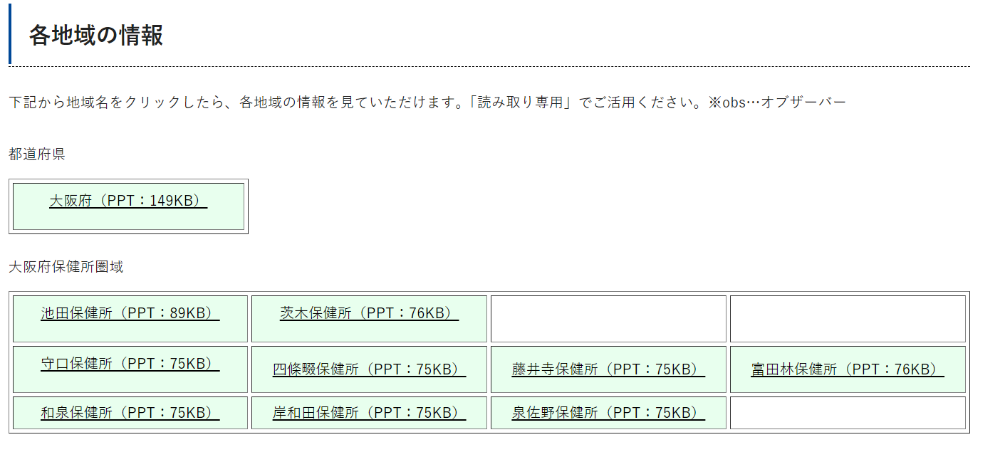 各地域の情報
下記から地域名をクリックしたら、各地域の情報を見ていただけます。「読み取り専用」でご活用ください。※obs…オブザーバー
都道府県
大阪府（PPT：149KB）
大阪府保健所圏域
池田保健所（PPT：89KB） 茨木保健所（PPT：76KB）
守口保健所（PPT：75KB） 四條畷保健所（PPT：75KB） 藤井寺保健所（PPT：75KB） 富田林保健所（PPT：76KB）
和泉保健所（PPT：75KB） 岸和田保健所（PPT：75KB） 泉佐野保健所（PPT：75KB）